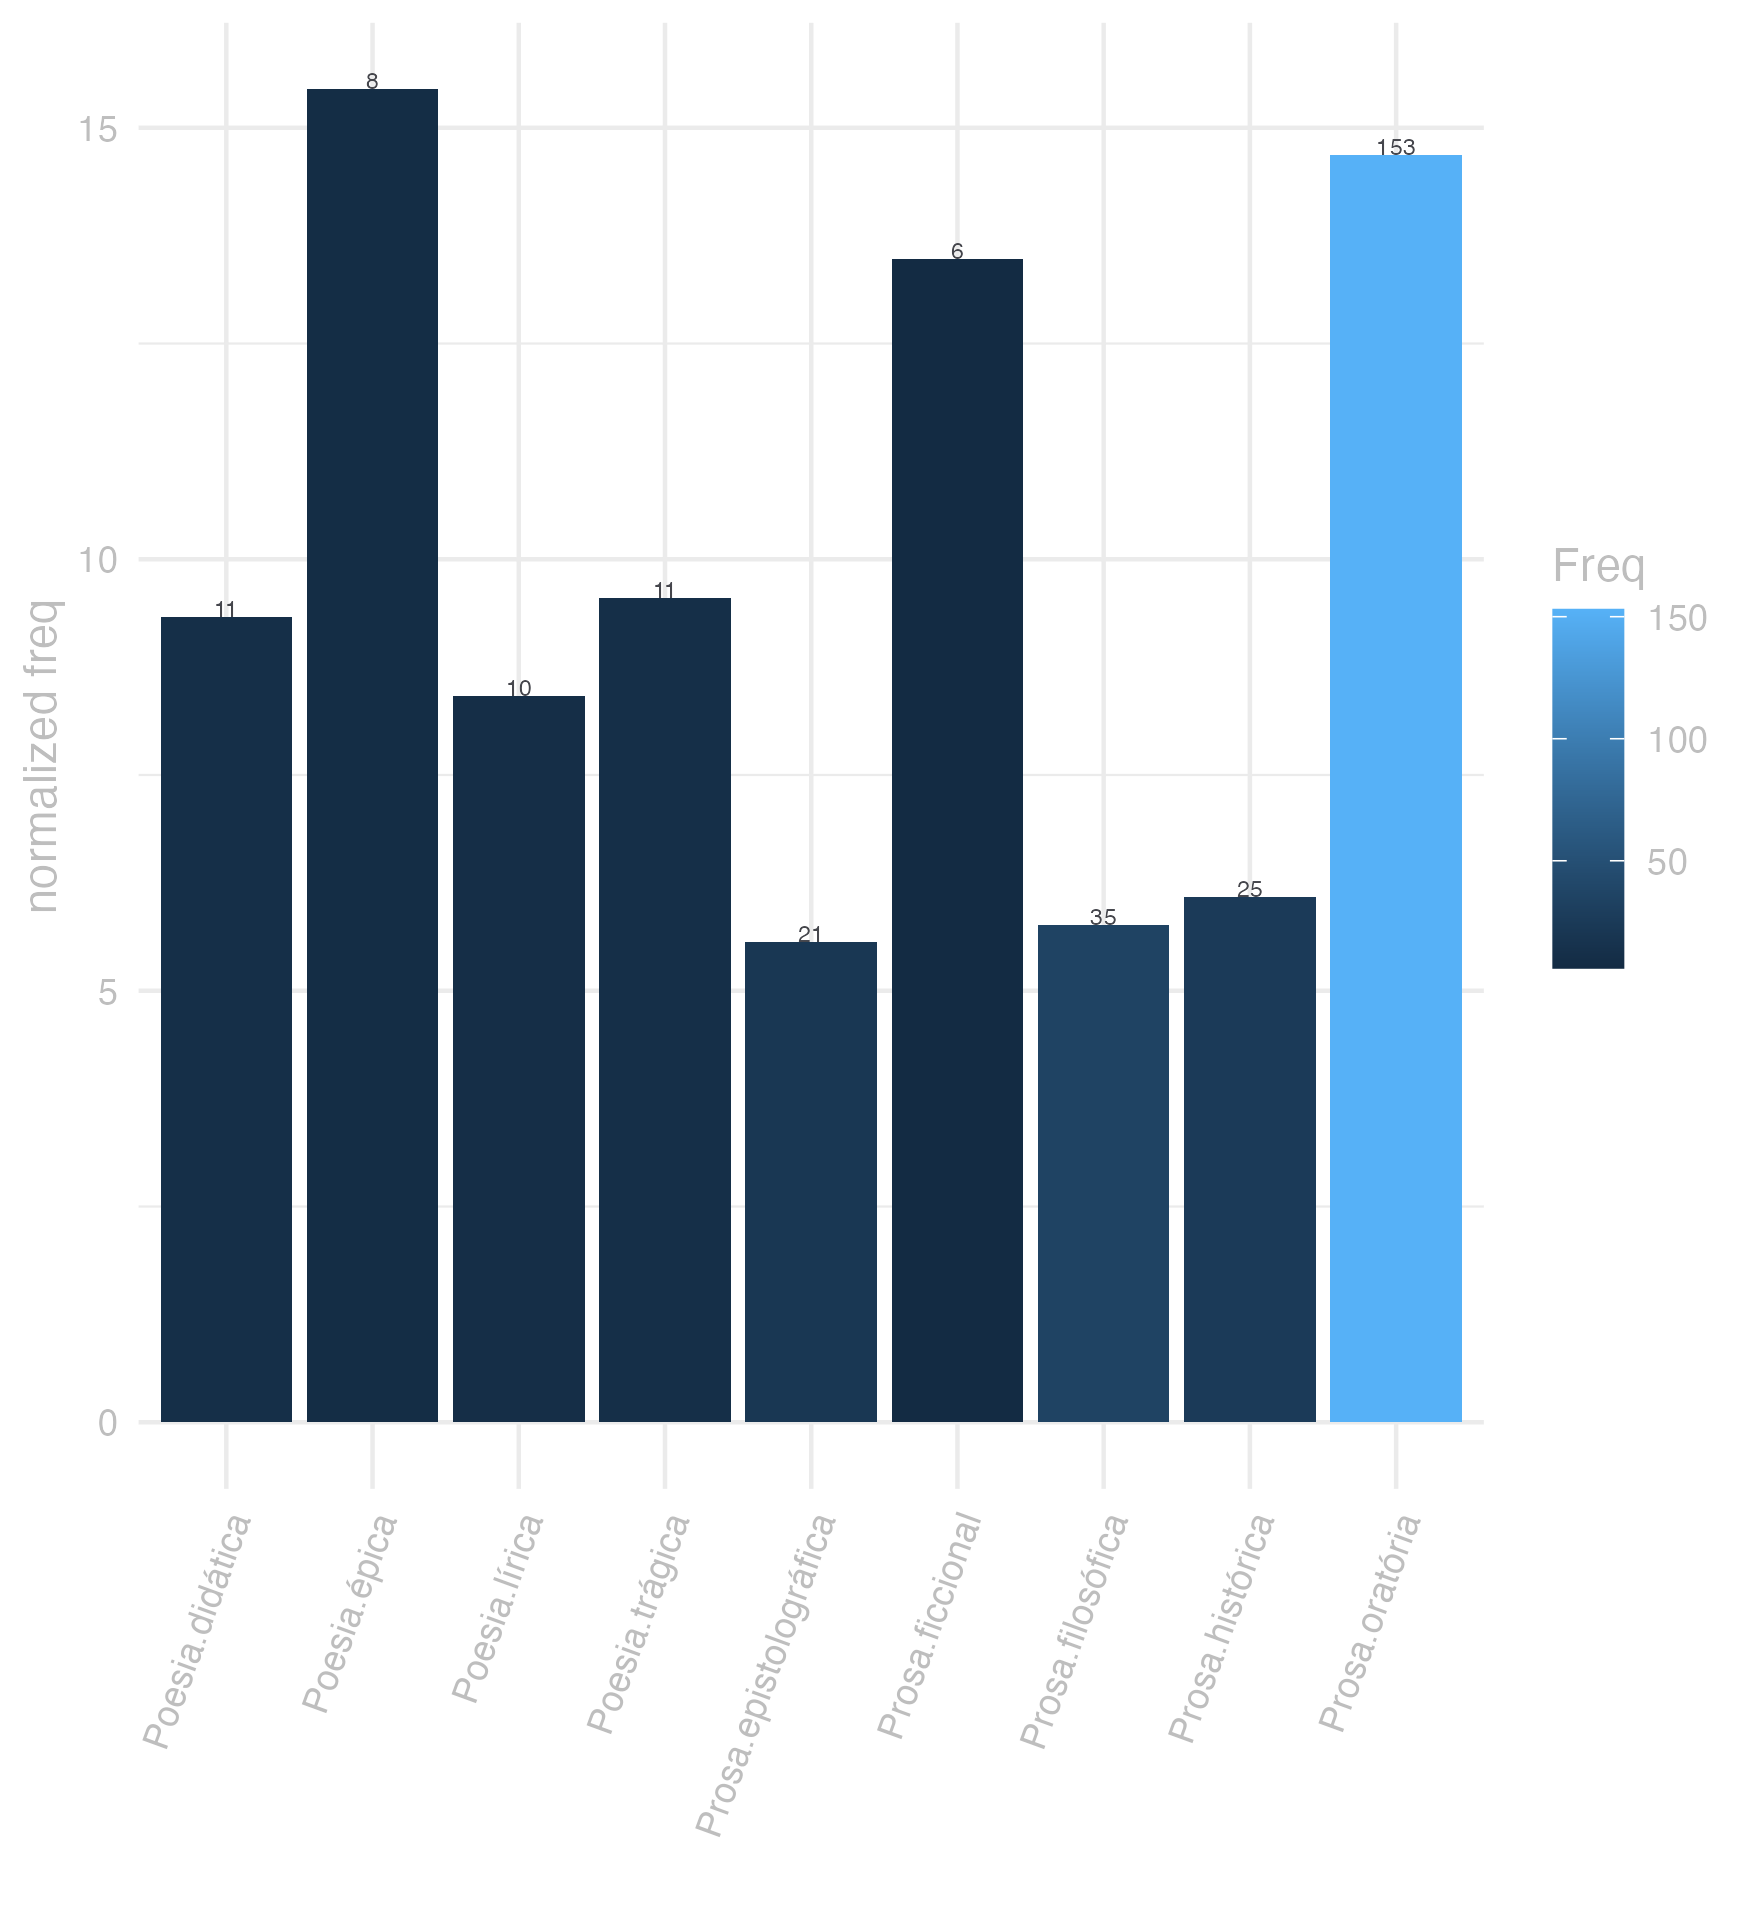 normalized freq
15
10
5
0
11
8
10
11
21
6
35
25
153
Poesia.didática
Poesia.épica
Poesia.lírica
Poesia.trágica
Prosa.epistolográfica
Prosa.ficcional
Prosa.filosófica
Prosa.histórica
Prosa.oratória
Freq
150
100
50